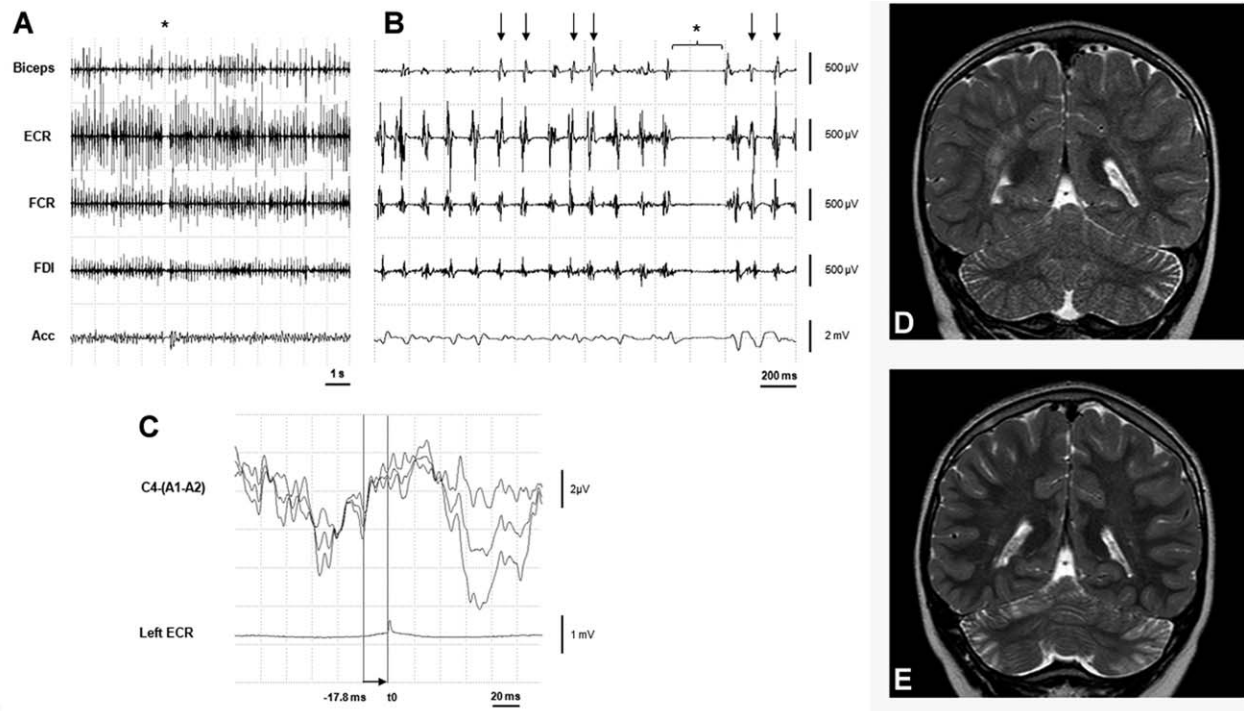 A
*
Biceps
ECR
FCR
FDI
Acc
1 s
B
*
500 µV
500 µV
500 µV
500 µV
2 mV
200 ms
C
C4-(A1-A2)
2µV
Left ECR
1 mV
-17.8 ms
t0
20 ms
D
E